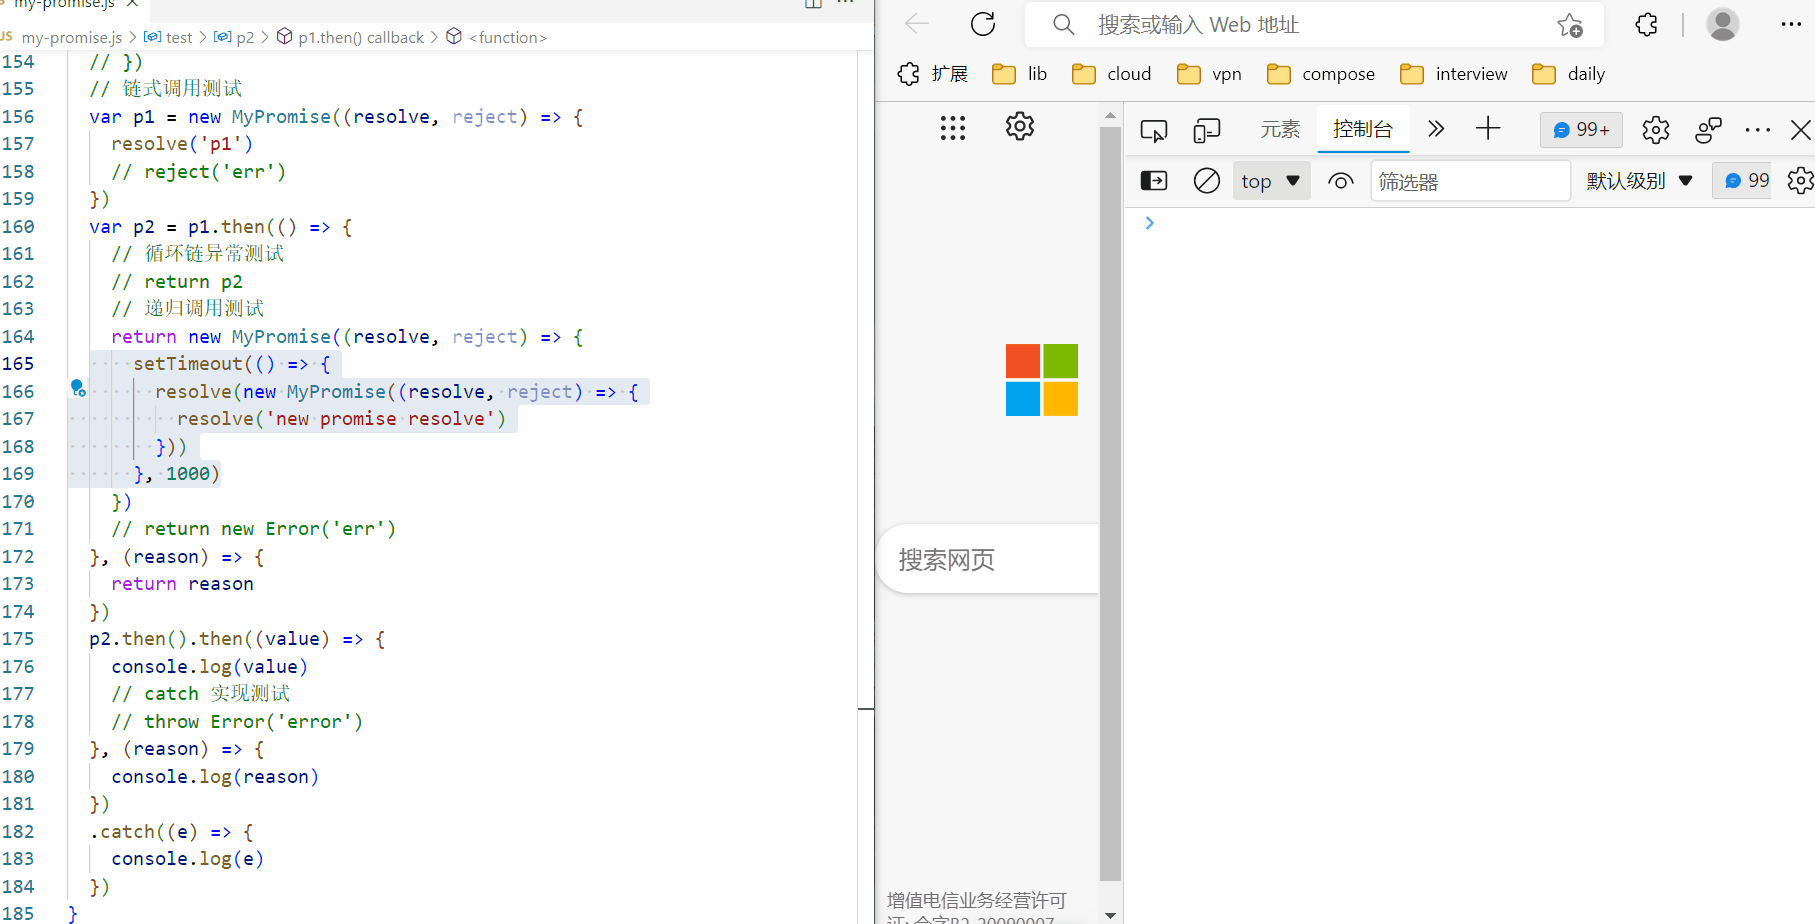 my-promise.js ×
JS my-promise.js > test > p2 > p1.then() callback > <function>
154 // })
155 // 链式调用测试
156 var p1 = new MyPromise((resolve, reject) => {
157 resolve('p1')
158 // reject('err')
159 })
160 var p2 = p1.then(() => {
161 // 循环链异常测试
162 // return p2
163 // 递归调用测试
164 return new MyPromise((resolve, reject) => {
165 setTimeout(() => {
166 resolve(new MyPromise((resolve, reject) => {
167 resolve('new promise resolve')
168 }))
169 }, 1000)
170 })
171 // return new Error('err')
172 }, (reason) => {
173 return reason
174 })
175 p2.then().then((value) => {
176 console.log(value)
177 // catch 实现测试
178 // throw Error('error')
179 }, (reason) => {
180 console.log(reason)
181 })
182 .catch((e) => {
183 console.log(e)
184 })
185 }
搜索或输入 Web 地址
扩展 lib cloud vpn compose interview daily
元素 控制台 99+
top 筛选器 默认级别 99
搜索网页
增值电信业务经营许可
证: 合字B2-20090007